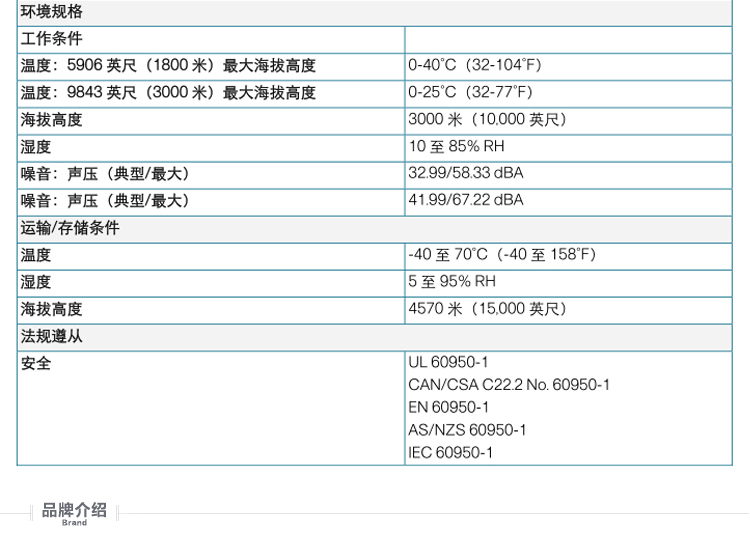 环境规格
工作条件
温度：5906 英尺（1800 米）最大海拔高度 0-40°C（32-104°F）
温度：9843 英尺（3000 米）最大海拔高度 0-25°C（32-77°F）
海拔高度 3000 米（10,000 英尺）
湿度 10 至 85% RH
噪音：声压（典型/最大） 32.99/58.33 dBA
噪音：声压（典型/最大） 41.99/67.22 dBA
运输/存储条件
温度 -40 至 70°C（-40 至 158°F）
湿度 5 至 95% RH
海拔高度 4570 米（15,000 英尺）
法规遵从
安全 UL 60950-1
CAN/CSA C22.2 No. 60950-1
EN 60950-1
AS/NZS 60950-1
IEC 60950-1
品牌介绍
Brand